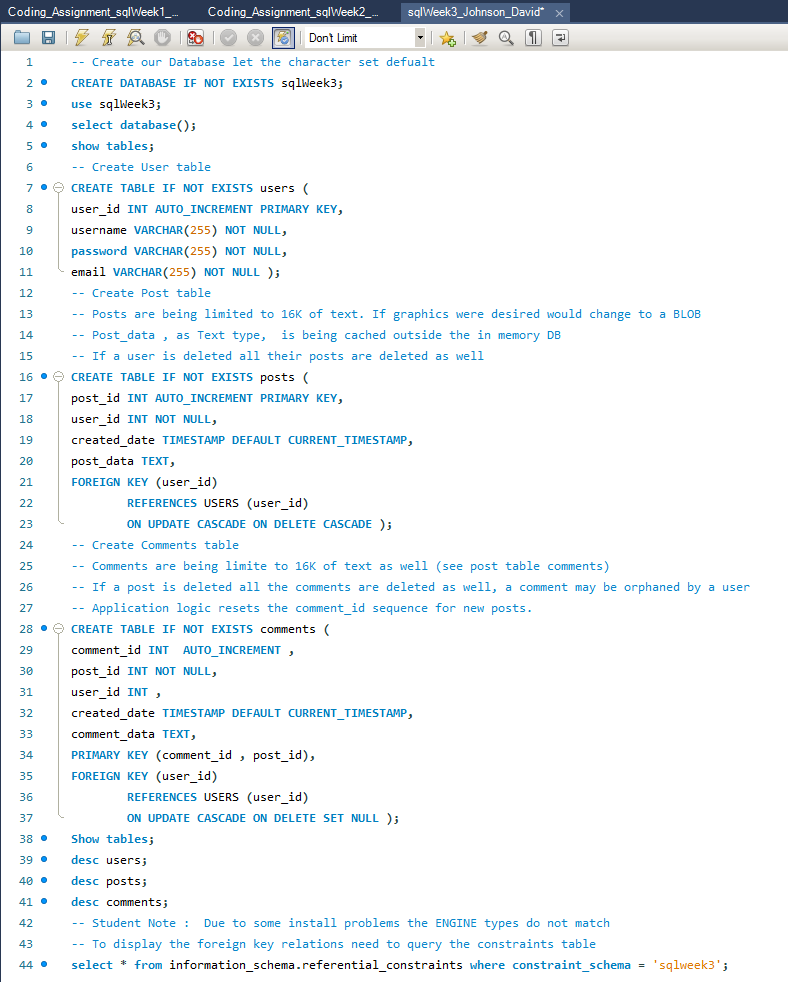 Coding_Assignment_sqlWeek1_... Coding_Assignment_sqlWeek2_... sqlWeek3_Johnson_David* ×
Don't Limit
1 -- Create our Database let the character set defualt
2 CREATE DATABASE IF NOT EXISTS sqlWeek3;
3 use sqlWeek3;
4 select database();
5 show tables;
6 -- Create User table
7 CREATE TABLE IF NOT EXISTS users (
8 user_id INT AUTO_INCREMENT PRIMARY KEY,
9 username VARCHAR(255) NOT NULL,
10 password VARCHAR(255) NOT NULL,
11 email VARCHAR(255) NOT NULL );
12 -- Create Post table
13 -- Posts are being limited to 16K of text. If graphics were desired would change to a BLOB
14 -- Post_data , as Text type,  is being cached outside the in memory DB
15 -- If a user is deleted all their posts are deleted as well
16 CREATE TABLE IF NOT EXISTS posts (
17 post_id INT AUTO_INCREMENT PRIMARY KEY,
18 user_id INT NOT NULL,
19 created_date TIMESTAMP DEFAULT CURRENT_TIMESTAMP,
20 post_data TEXT,
21 FOREIGN KEY (user_id)
22 REFERENCES USERS (user_id)
23 ON UPDATE CASCADE ON DELETE CASCADE );
24 -- Create Comments table
25 -- Comments are being limite to 16K of text as well (see post table comments)
26 -- If a post is deleted all the comments are deleted as well, a comment may be orphaned by a user
27 -- Application logic resets the comment_id sequence for new posts.
28 CREATE TABLE IF NOT EXISTS comments (
29 comment_id INT  AUTO_INCREMENT ,
30 post_id INT NOT NULL,
31 user_id INT ,
32 created_date TIMESTAMP DEFAULT CURRENT_TIMESTAMP,
33 comment_data TEXT,
34 PRIMARY KEY (comment_id , post_id),
35 FOREIGN KEY (user_id)
36 REFERENCES USERS (user_id)
37 ON UPDATE CASCADE ON DELETE SET NULL );
38 Show tables;
39 desc users;
40 desc posts;
41 desc comments;
42 -- Student Note :  Due to some install problems the ENGINE types do not match
43 -- To display the foreign key relations need to query the constraints table
44 select * from information_schema.referential_constraints where constraint_schema = 'sqlweek3';